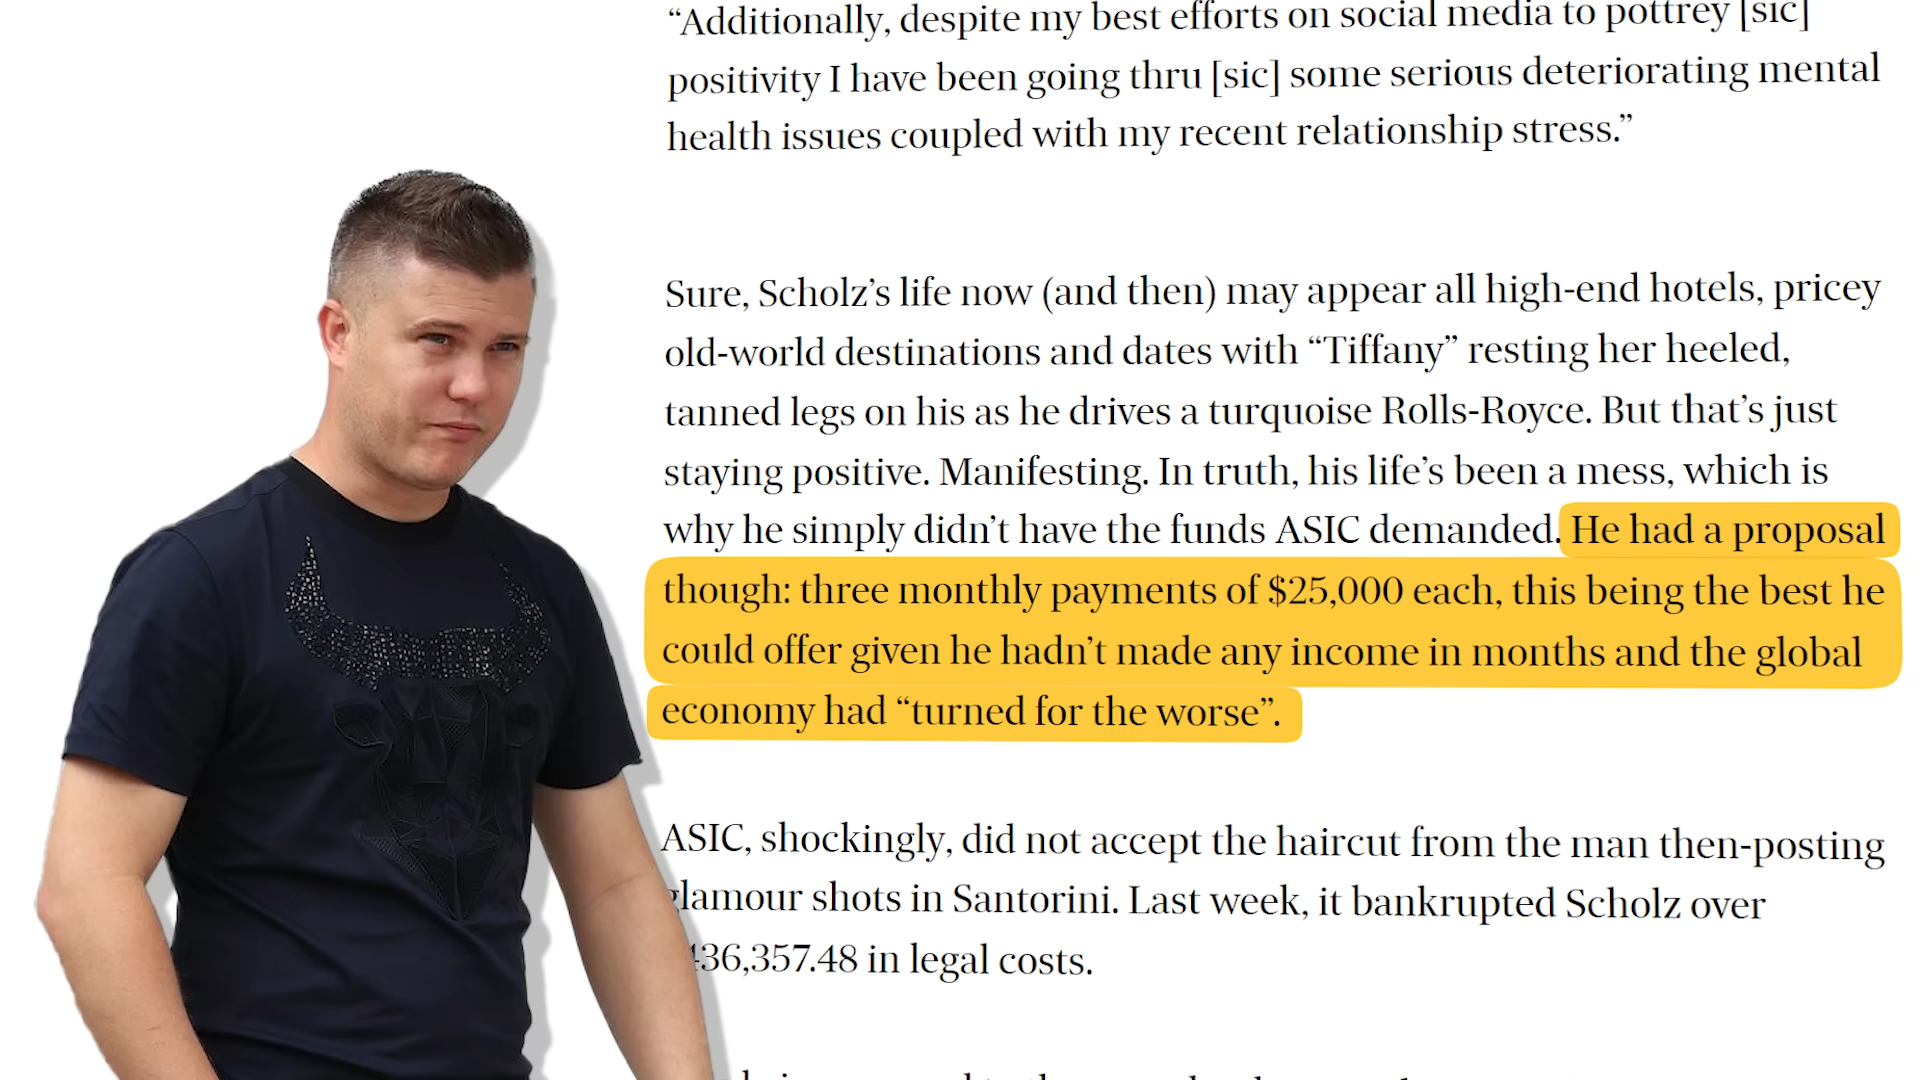 “Additionally, despite my best efforts on social media to pottrey [sic]
positivity I have been going thru [sic] some serious deteriorating mental
health issues coupled with my recent relationship stress.”
Sure, Scholz’s life now (and then) may appear all high-end hotels, pricey
old-world destinations and dates with “Tiffany” resting her heeled,
tanned legs on his as he drives a turquoise Rolls-Royce. But that’s just
staying positive. Manifesting. In truth, his life’s been a mess, which is
why he simply didn’t have the funds ASIC demanded. He had a proposal
though: three monthly payments of $25,000 each, this being the best he
could offer given he hadn’t made any income in months and the global
economy had “turned for the worse”.
ASIC, shockingly, did not accept the haircut from the man then-posting
glamour shots in Santorini. Last week, it bankrupted Scholz over
436,357.48 in legal costs.